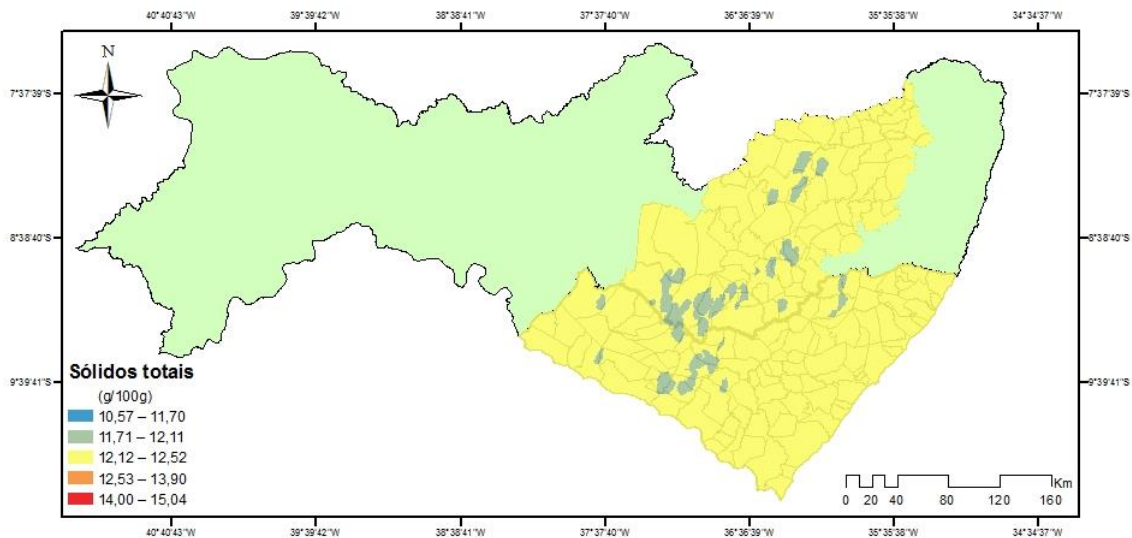 40°40'43"W 39°39'42"W 38°38'41"W 37°37'40"W 36°36'39"W 35°35'38"W 34°34'37"W
N
7°37'39"S 7°37'39"S
8°38'40"S 8°38'40"S
9°39'41"S 9°39'41"S
Sólidos totais
(g/100g)
10,57 – 11,70
11,71 – 12,11
12,12 – 12,52
12,53 – 13,90
14,00 – 15,04
Km
0 20 40 80 120 160
40°40'43"W 39°39'42"W 38°38'41"W 37°37'40"W 36°36'39"W 35°35'38"W 34°34'37"W